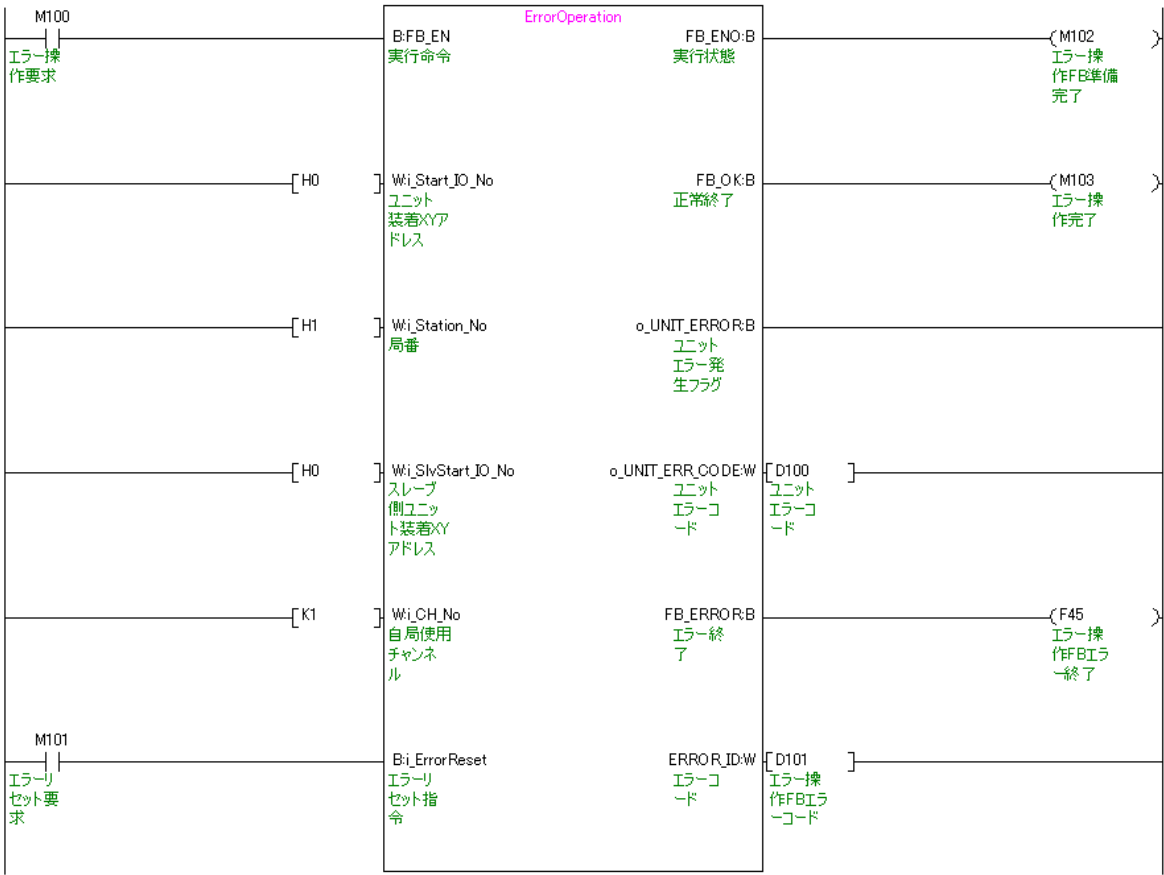 M100
ErrorOperation
B:FB_EN
FB_ENO:B
M102
エラー操
作要求
実行命令
実行状態
エラー操
作FB準備
完了
H0
W:i_Start_IO_No
FB_OK:B
M103
ユニット
装着XYア
ドレス
正常終了
エラー操
作完了
H1
W:i_Station_No
o_UNIT_ERROR:B
局番
ユニット
エラー発
生フラグ
H0
W:i_SlvStart_IO_No
o_UNIT_ERR_CODE:W
D100
スレーブ
側ユニッ
ト装着XY
アドレス
ユニット
エラーコ
ード
ユニット
エラーコ
ード
K1
W:i_CH_No
FB_ERROR:B
F45
自局使用
チャンネ
ル
エラー終
了
エラー操
作FBエラ
ー終了
M101
B:i_ErrorReset
ERROR_ID:W
D101
エラーリ
セット要
求
エラーリ
セット指
令
エラーコ
ード
エラー操
作FBエラ
ーコード